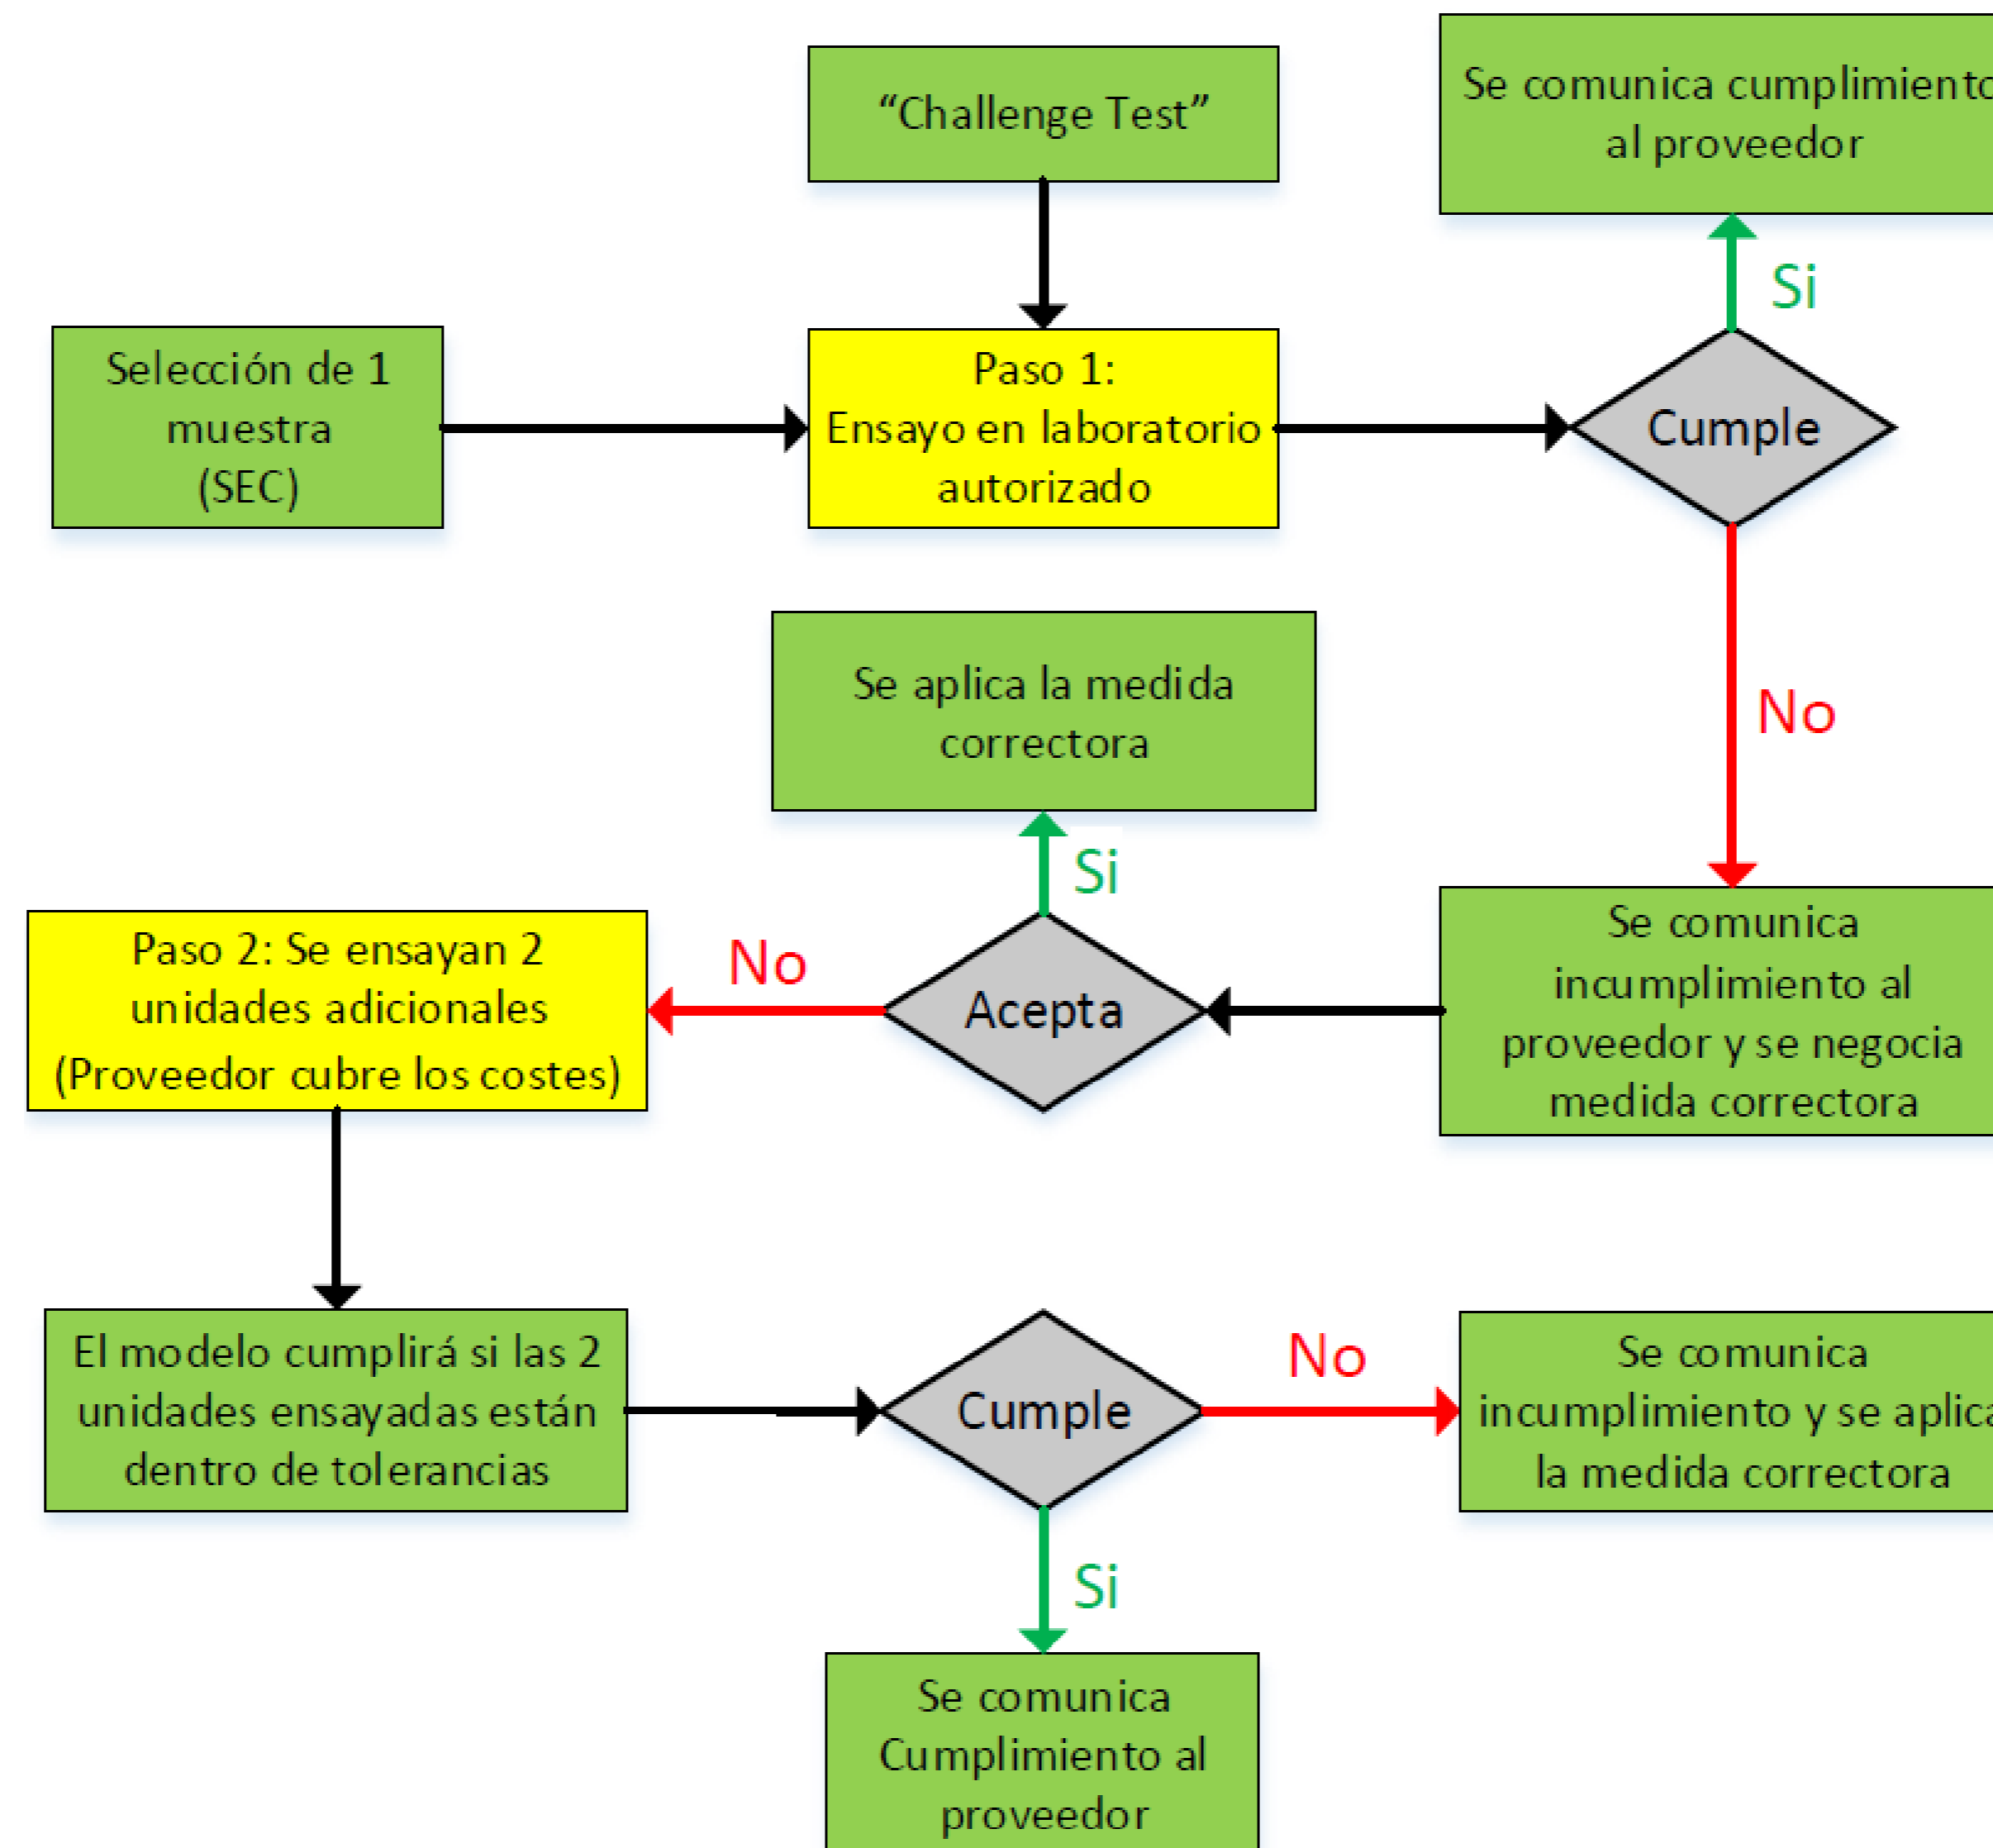 “Challenge Test”
Se comunica cumplimiento
al proveedor
Si
Selección de 1
muestra
(SEC)
Paso 1:
Ensayo en laboratorio
autorizado
Cumple
No
Se aplica la medida
correctora
Si
Paso 2: Se ensayan 2
unidades adicionales
(Proveedor cubre los costes)
No
Acepta
Se comunica
incumplimiento al
proveedor y se negocia
medida correctora
El modelo cumplirá si las 2
unidades ensayadas están
dentro de tolerancias
Cumple
No
Se comunica
incumplimiento y se aplica
la medida correctora
Si
Se comunica
Cumplimiento al
proveedor